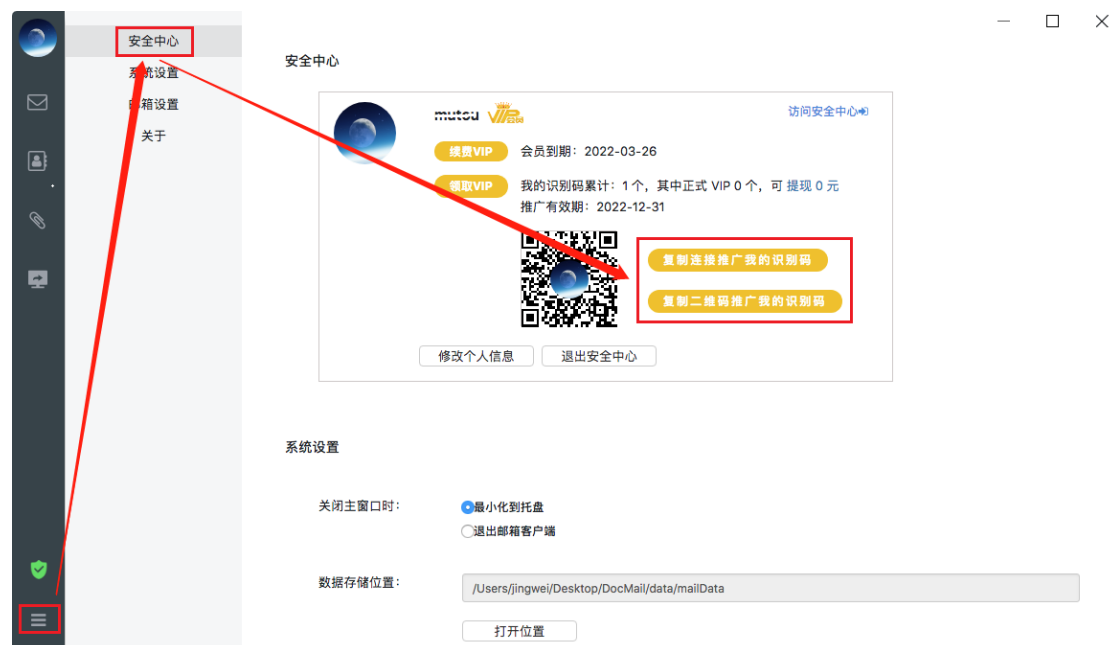 安全中心
系统设置
邮箱设置
关于
安全中心
mutou VIP
访问安全中心
续费VIP 会员到期：2022-03-26
领取VIP 我的识别码累计：1个，其中正式 VIP 0 个，可 提现 0 元
推广有效期：2022-12-31
复制连接推广我的识别码
复制二维码推广我的识别码
修改个人信息 退出安全中心
系统设置
关闭主窗口时： 最小化到托盘
退出邮箱客户端
数据存储位置： /Users/jingwei/Desktop/DocMail/data/mailData
打开位置